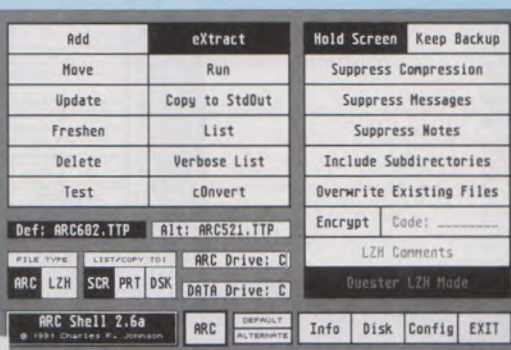 Add eXtract
Move Run
Update Copy to StdOut
Freshen List
Delete Verbose List
Test cOnvert
Def: ARC602.TTP Alt: ARC521.TTP
FILE TYPE LIST/COPY TO: ARC Drive: C
ARC LZH SCR PRT DSK DATA Drive: C
ARC Shell 2.6a
© 1991 Charles F. Johnson
ARC DEFAULT
ALTERNATE
Hold Screen Keep Backup
Suppress Compression
Suppress Messages
Suppress Notes
Include Subdirectories
Overwrite Existing Files
Encrypt Code: ________
LZH Comments
Quester LZH Mode
Info Disk Config EXIT